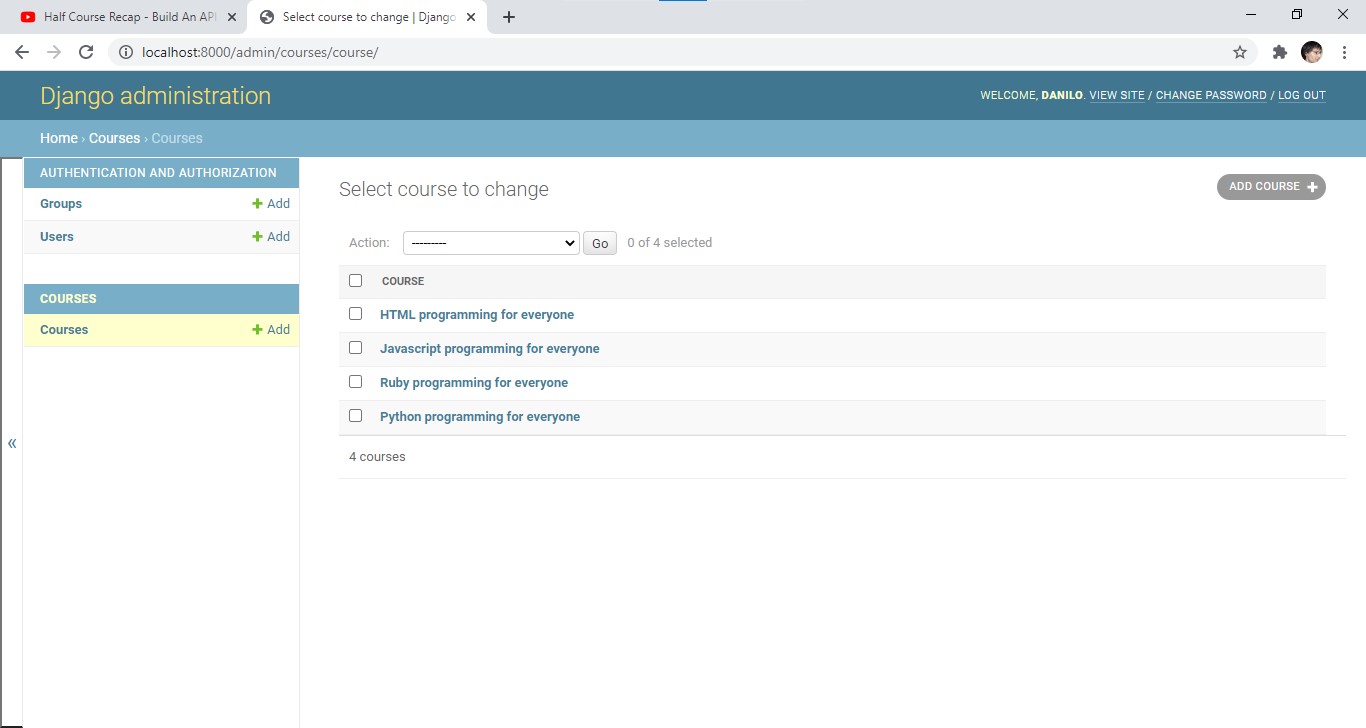 Half Course Recap - Build An API
Select course to change | Django
localhost:8000/admin/courses/course/
Django administration
WELCOME, DANILO. VIEW SITE / CHANGE PASSWORD / LOG OUT
Home › Courses › Courses
AUTHENTICATION AND AUTHORIZATION
Groups + Add
Users + Add
COURSES
Courses + Add
«
Select course to change
ADD COURSE +
Action: --------- Go 0 of 4 selected
COURSE
HTML programming for everyone
Javascript programming for everyone
Ruby programming for everyone
Python programming for everyone
4 courses